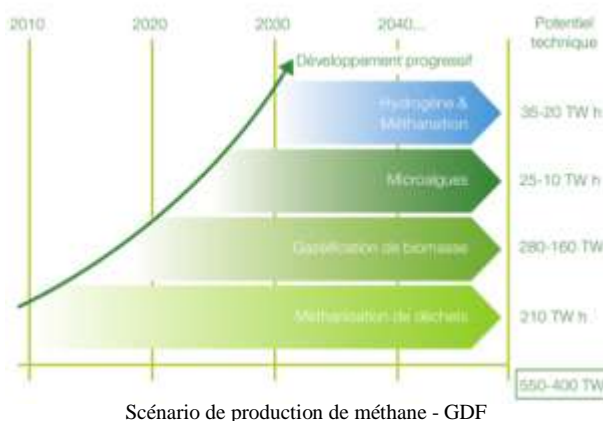 2010 2020 2030 2040... Potentiel
technique
Développement progressif
Hydrogène &
Méthanation
35-20 TW h
Microalgues
25-10 TW h
Gazéification de biomasse
280-160 TW
Méthanisation de déchets
210 TW h
550-400 TW
Scénario de production de méthane - GDF